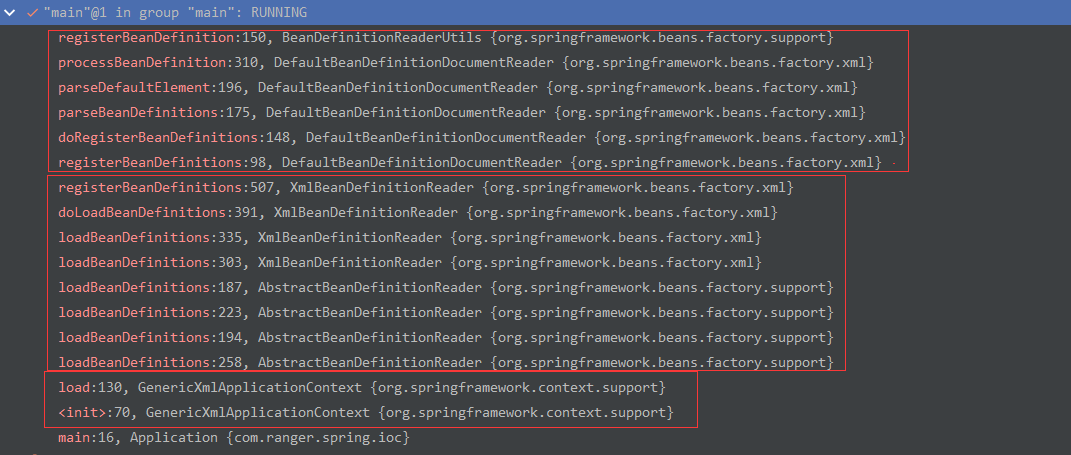 "main"@1 in group "main": RUNNING
registerBeanDefinition:150, BeanDefinitionReaderUtils {org.springframework.beans.factory.support}
processBeanDefinition:310, DefaultBeanDefinitionDocumentReader {org.springframework.beans.factory.xml}
parseDefaultElement:196, DefaultBeanDefinitionDocumentReader {org.springframework.beans.factory.xml}
parseBeanDefinitions:175, DefaultBeanDefinitionDocumentReader {org.springframework.beans.factory.xml}
doRegisterBeanDefinitions:148, DefaultBeanDefinitionDocumentReader {org.springframework.beans.factory.xml}
registerBeanDefinitions:98, DefaultBeanDefinitionDocumentReader {org.springframework.beans.factory.xml}
registerBeanDefinitions:507, XmlBeanDefinitionReader {org.springframework.beans.factory.xml}
doLoadBeanDefinitions:391, XmlBeanDefinitionReader {org.springframework.beans.factory.xml}
loadBeanDefinitions:335, XmlBeanDefinitionReader {org.springframework.beans.factory.xml}
loadBeanDefinitions:303, XmlBeanDefinitionReader {org.springframework.beans.factory.xml}
loadBeanDefinitions:187, AbstractBeanDefinitionReader {org.springframework.beans.factory.support}
loadBeanDefinitions:223, AbstractBeanDefinitionReader {org.springframework.beans.factory.support}
loadBeanDefinitions:194, AbstractBeanDefinitionReader {org.springframework.beans.factory.support}
loadBeanDefinitions:258, AbstractBeanDefinitionReader {org.springframework.beans.factory.support}
load:130, GenericXmlApplicationContext {org.springframework.context.support}
<init>:70, GenericXmlApplicationContext {org.springframework.context.support}
main:16, Application {com.ranger.spring.ioc}